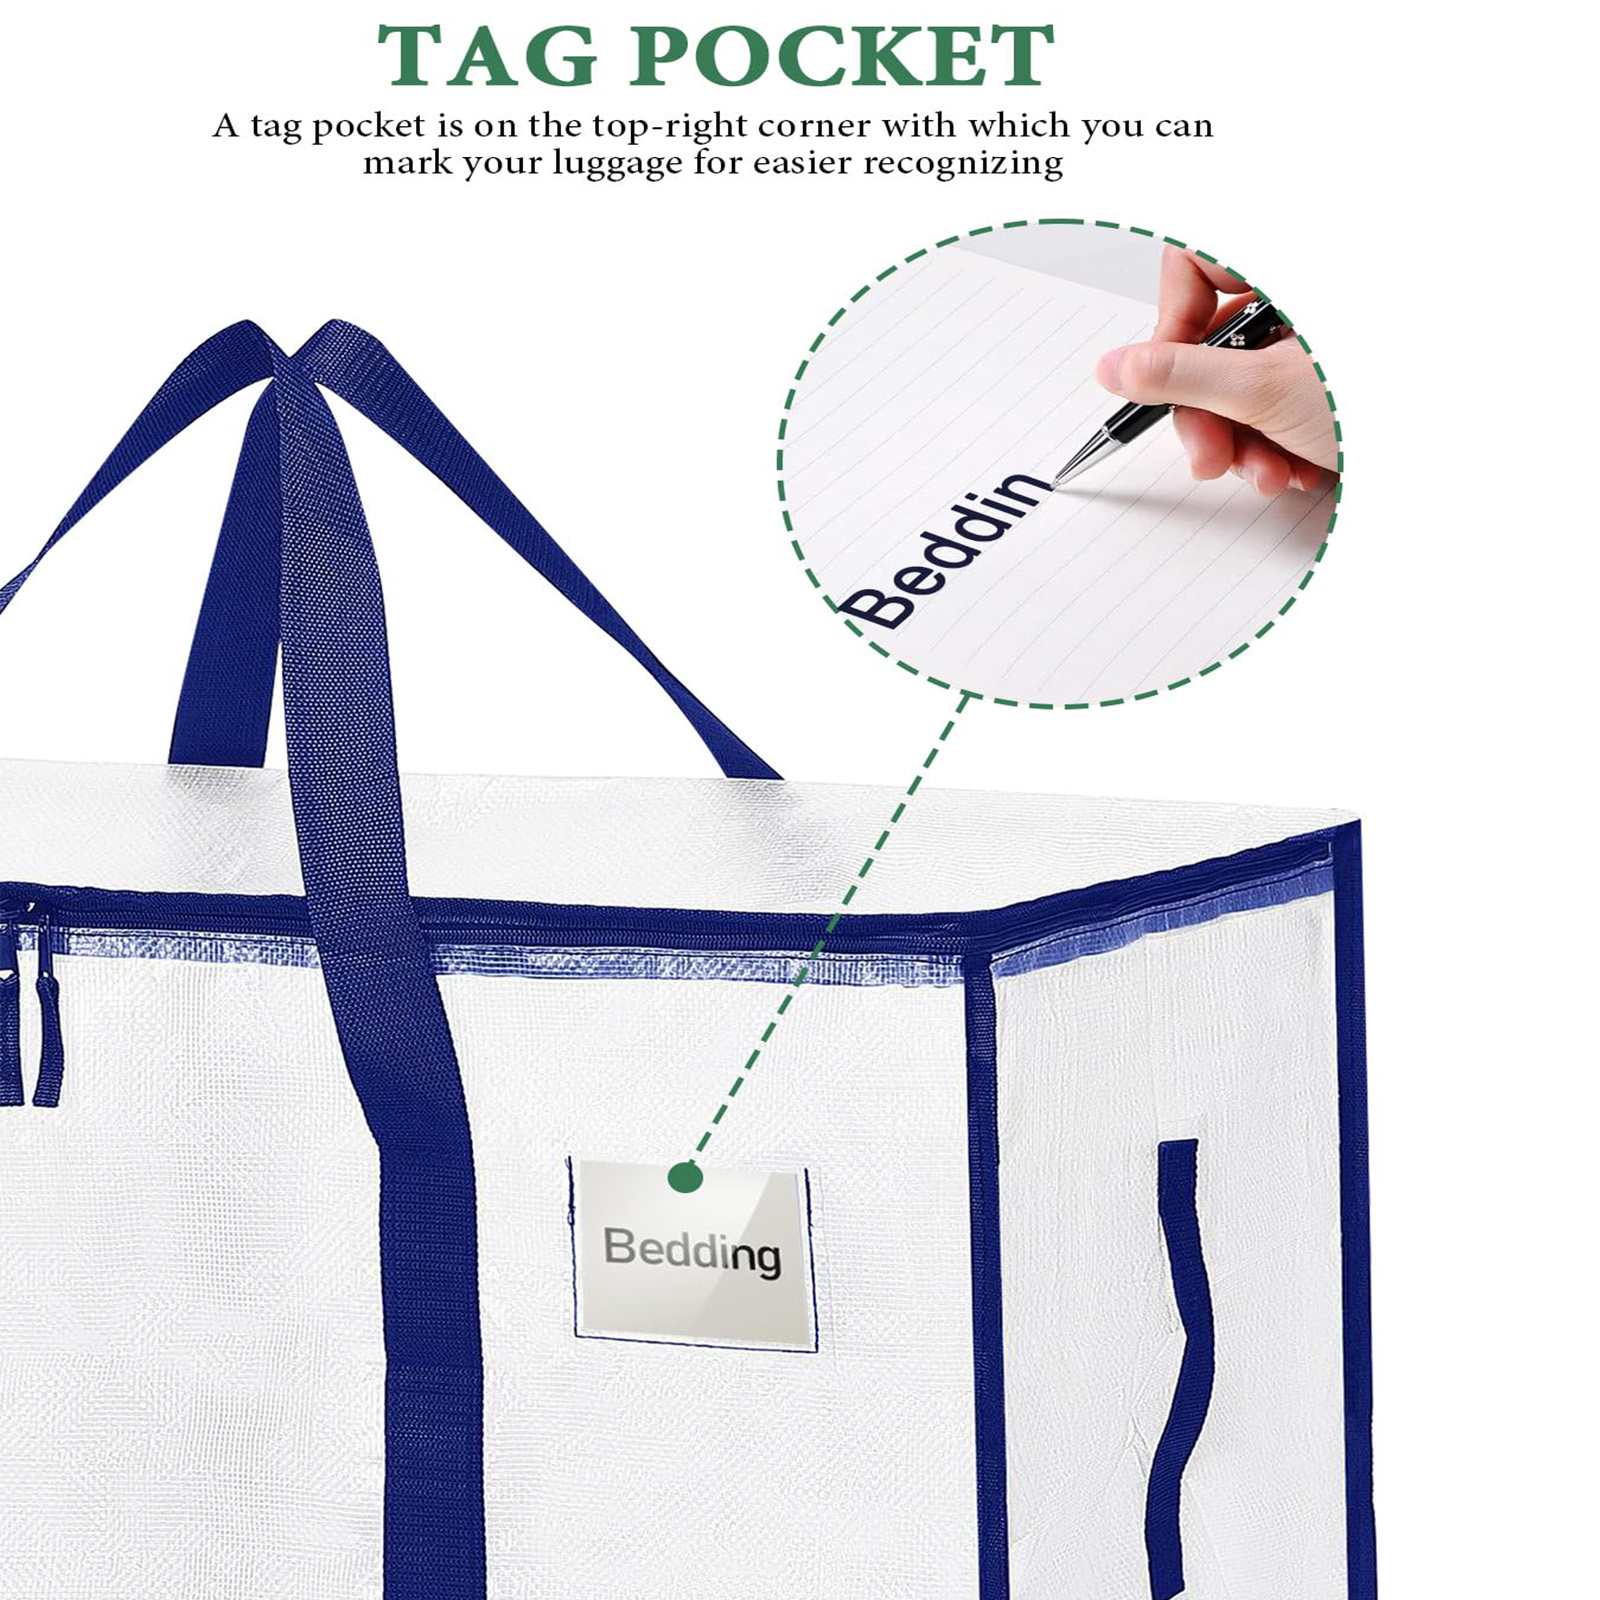 TAG POCKET
A tag pocket is on the top-right corner with which you can
mark your luggage for easier recognizing
Beddin
Bedding